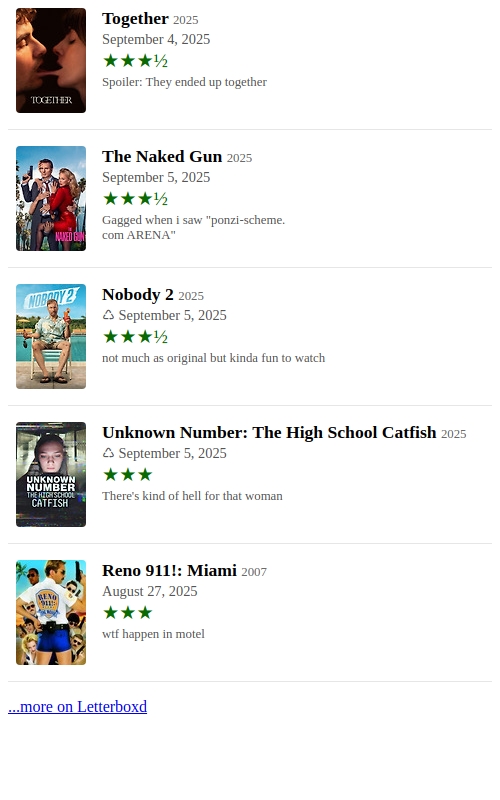 TOGETHER
Together 2025
September 4, 2025
★★★½
Spoiler: They ended up together
NAKED GUN
The Naked Gun 2025
September 5, 2025
★★★½
Gagged when i saw "ponzi-scheme.
com ARENA"
NOBODY 2
Nobody 2 2025
♺ September 5, 2025
★★★½
not much as original but kinda fun to watch
UNKNOWN
NUMBER
THE HIGH SCHOOL
CATFISH
Unknown Number: The High School Catfish 2025
♺ September 5, 2025
★★★
There's kind of hell for that woman
RENO
911!:
Reno 911!: Miami 2007
August 27, 2025
★★★
wtf happen in motel
...more on Letterboxd